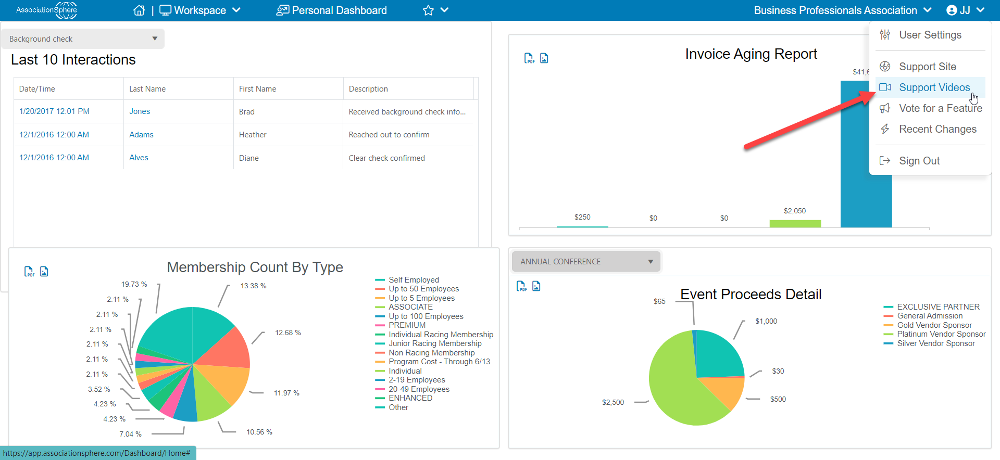 AssociationSphere
Workspace
Personal Dashboard
Business Professionals Association
JJ
User Settings
Support Site
Support Videos
Vote for a Feature
Recent Changes
Sign Out
Background check
Last 10 Interactions
Date/Time Last Name First Name Description
1/20/2017 12:01 PM Jones Brad Received background check info...
12/1/2016 12:00 AM Adams Heather Reached out to confirm
12/1/2016 12:00 AM Alves Diane Clear check confirmed
PDF
Invoice Aging Report
$250
$0
$0
$2,050
$41,6
PDF
Membership Count By Type
19.73 %
2.11 %
2.11 %
2.11 %
2.11 %
2.11 %
2.11 %
3.52 %
4.23 %
4.23 %
7.04 %
13.38 %
12.68 %
11.97 %
10.56 %
Self Employed
Up to 50 Employees
Up to 5 Employees
ASSOCIATE
Up to 100 Employees
PREMIUM
Individual Racing Membership
Junior Racing Membership
Non Racing Membership
Program Cost - Through 6/13
Individual
2-19 Employees
20-49 Employees
ENHANCED
Other
ANNUAL CONFERENCE
PDF
Event Proceeds Detail
$65
$1,000
$30
$500
$2,500
EXCLUSIVE PARTNER
General Admission
Gold Vendor Sponsor
Platinum Vendor Sponsor
Silver Vendor Sponsor
https://app.associationsphere.com/Dashboard/Home#